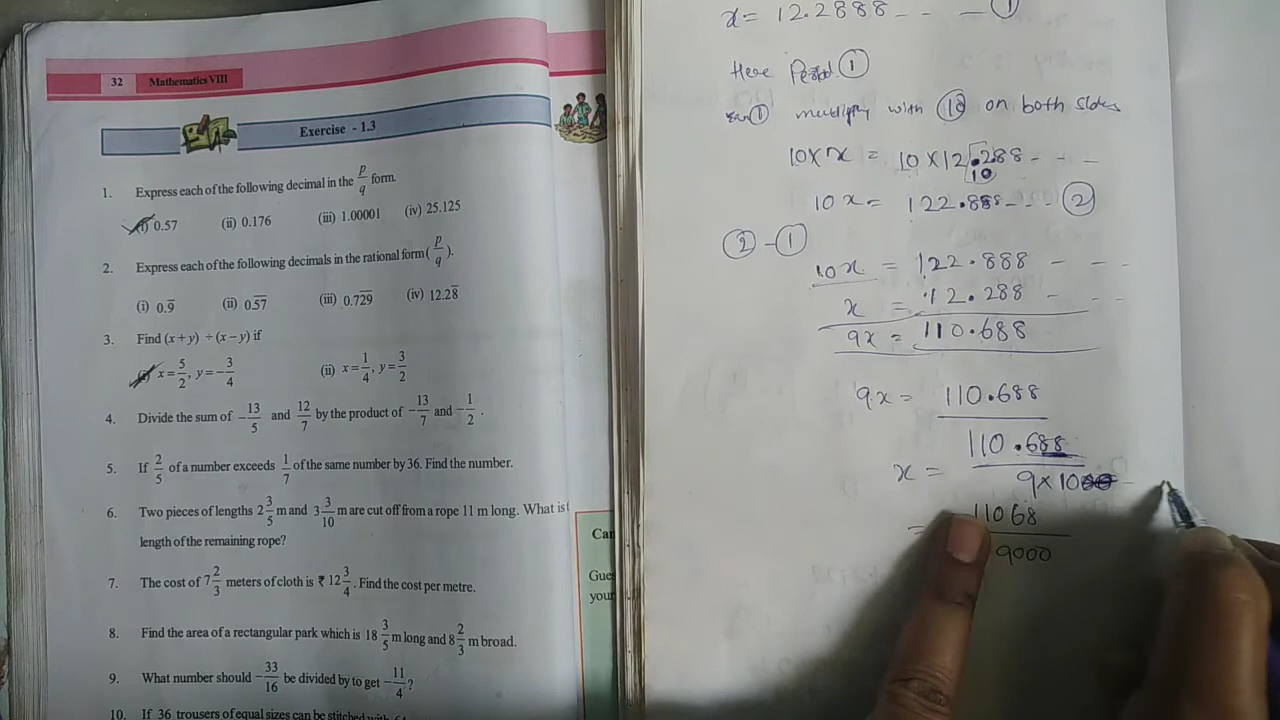 32 Mathematics VIII
Exercise - 1.3
1. Express each of the following decimal in the p/q form.
(i) 0.57 (ii) 0.176 (iii) 1.00001 (iv) 25.125
2. Express each of the following decimals in the rational form (p/q).
(i) 0.9̅ (ii) 0.5̅7̅ (iii) 0.72̅9̅ (iv) 12.28̅
3. Find (x + y) ÷ (x − y) if
(i) x = 5/2, y = −3/4 (ii) x = 1/4, y = 3/2
4. Divide the sum of −13/5 and 12/7 by the product of −13/7 and −1/2.
5. If 2/5 of a number exceeds 1/7 of the same number by 36. Find the number.
6. Two pieces of lengths 2 3/5 m and 3 3/10 m are cut off from a rope 11 m long. What is
length of the remaining rope?
7. The cost of 7 2/3 meters of cloth is ₹ 12 3/4. Find the cost per metre.
8. Find the area of a rectangular park which is 18 3/5 m long and 8 2/3 m broad.
9. What number should −33/16 be divided by to get −11/4?
10. If 36 trousers of equal sizes can be stitched with
Can
Gues
your
x = 12.2888 - - - ①
Here Period ①
① multiply with 10 on both sides
10 × x = 10 × 12.288 - - -
10
10x = 122.888 - - - ②
② - ①
10x = 122.888 - - -
x = 12.288 - - -
9x = 110.688
9x = 110.688
x = 110.688 / 9×1000
= 11068 / 9000